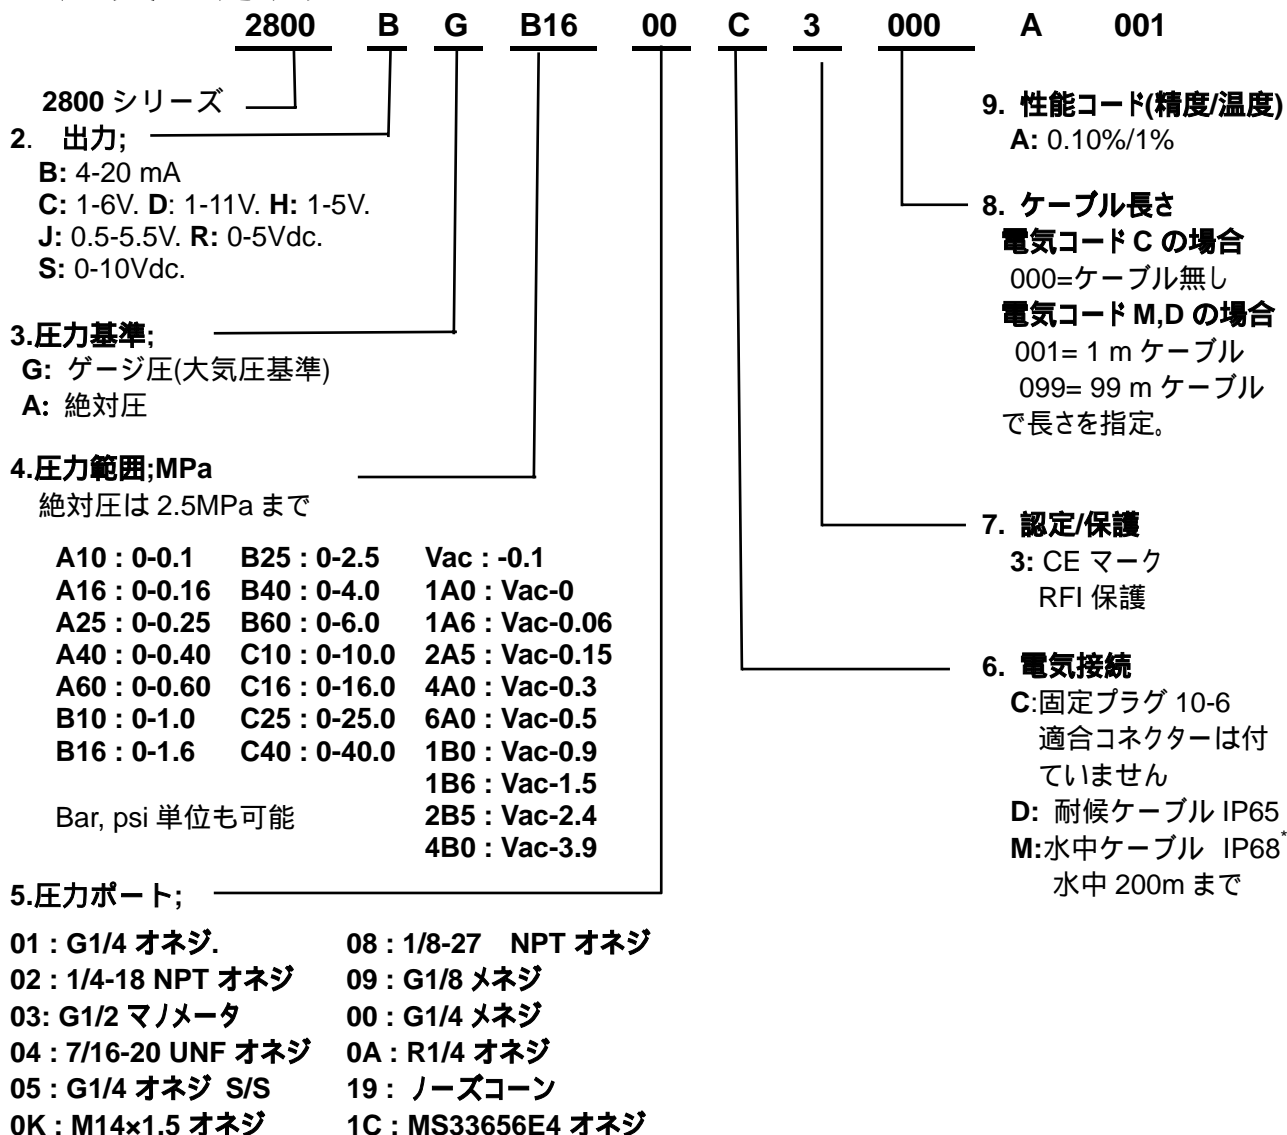 2800 B G B16 00 C 3 000 A 001
2800 シリーズ
2. 出力;
B: 4-20 mA
C: 1-6V. D: 1-11V. H: 1-5V.
J: 0.5-5.5V. R: 0-5Vdc.
S: 0-10Vdc.
3.圧力基準;
G: ゲージ圧(大気圧基準)
A: 絶対圧
4.圧力範囲;MPa
絶対圧は 2.5MPa まで
A10 : 0-0.1 B25 : 0-2.5 Vac : -0.1
A16 : 0-0.16 B40 : 0-4.0 1A0 : Vac-0
A25 : 0-0.25 B60 : 0-6.0 1A6 : Vac-0.06
A40 : 0-0.40 C10 : 0-10.0 2A5 : Vac-0.15
A60 : 0-0.60 C16 : 0-16.0 4A0 : Vac-0.3
B10 : 0-1.0 C25 : 0-25.0 6A0 : Vac-0.5
B16 : 0-1.6 C40 : 0-40.0 1B0 : Vac-0.9
1B6 : Vac-1.5
Bar, psi 単位も可能 2B5 : Vac-2.4
4B0 : Vac-3.9
5.圧力ポート;
01 : G1/4 オネジ. 08 : 1/8-27 NPT オネジ
02 : 1/4-18 NPT オネジ 09 : G1/8 メネジ
03: G1/2 マノメータ 00 : G1/4 メネジ
04 : 7/16-20 UNF オネジ 0A : R1/4 オネジ
05 : G1/4 オネジ S/S 19 : ノーズコーン
0K : M14×1.5 オネジ 1C : MS33656E4 オネジ
9. 性能コード(精度/温度)
A: 0.10%/1%
8. ケーブル長さ
電気コード C の場合
000=ケーブル無し
電気コード M,D の場合
001= 1 m ケーブル
099= 99 m ケーブル
で長さを指定。
7. 認定/保護
3: CE マーク
RFI 保護
6. 電気接続
C:固定プラグ 10-6
適合コネクターは付
ていません
D: 耐候ケーブル IP65
M:水中ケーブル IP68*
水中 200m まで